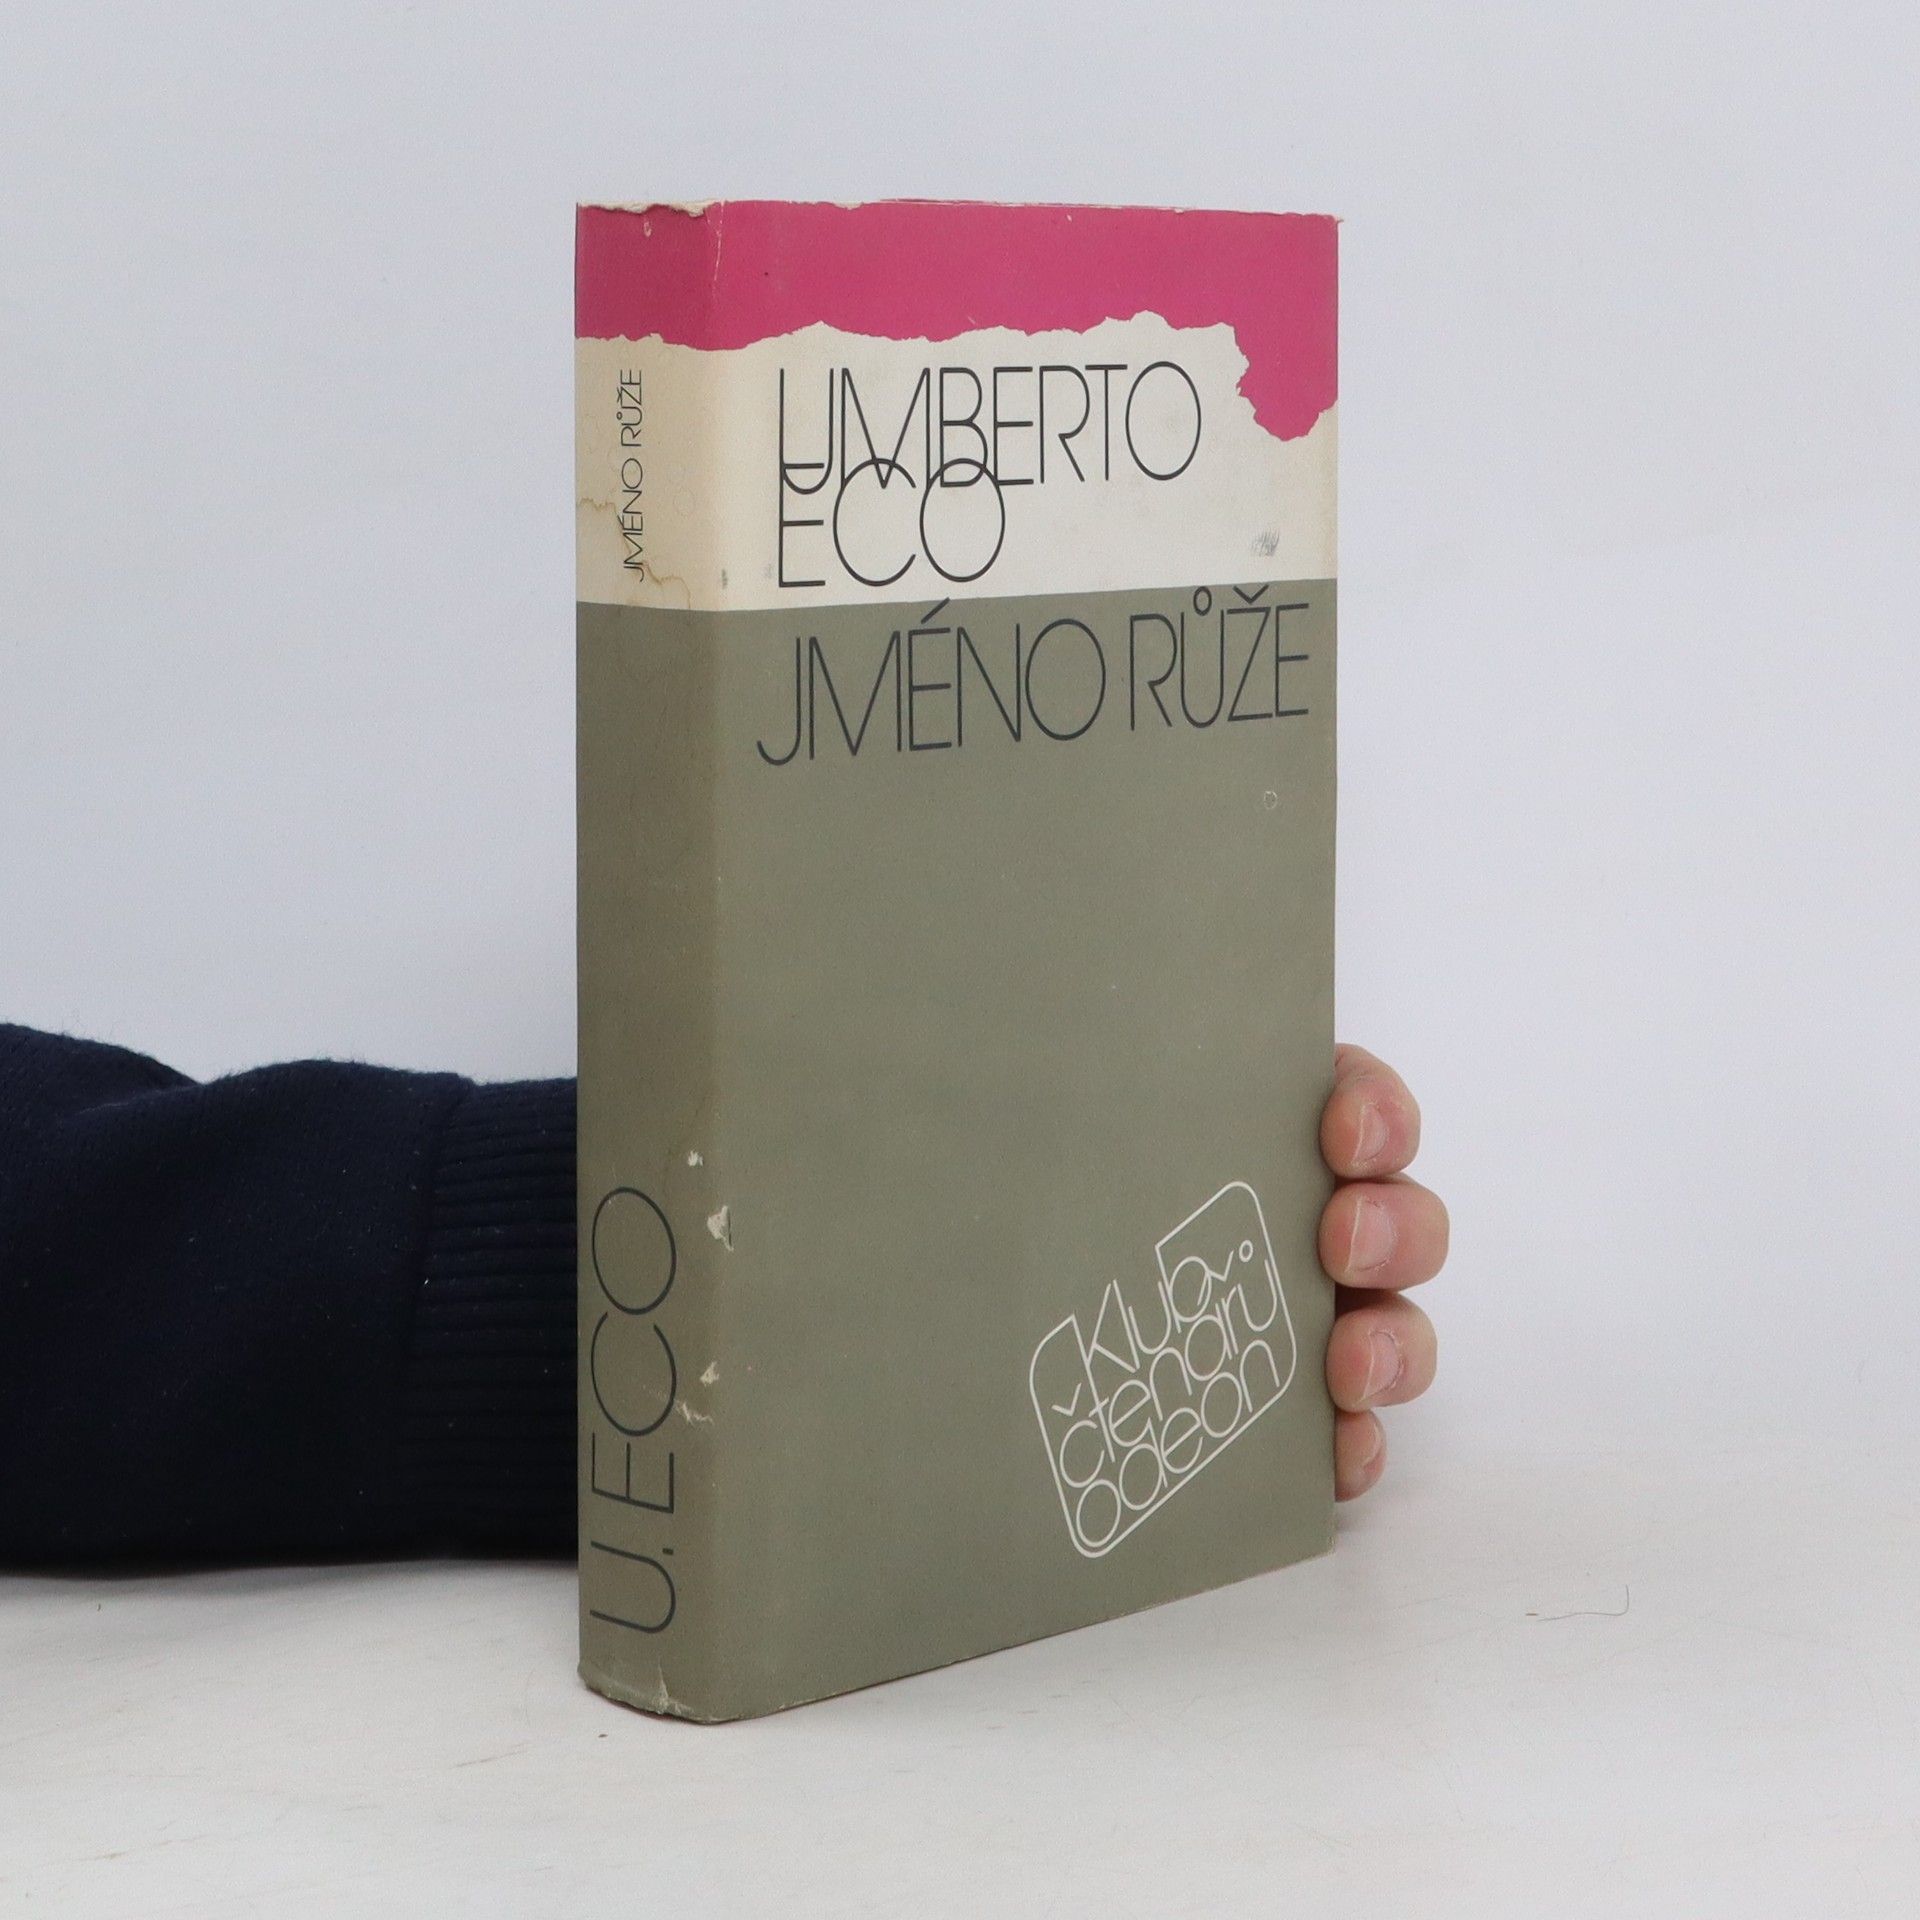 JMÉNO RŮŽE
U. ECO
UMBERTO
ECO
JMÉNO RŮŽE
klub
čtenářů
odeon